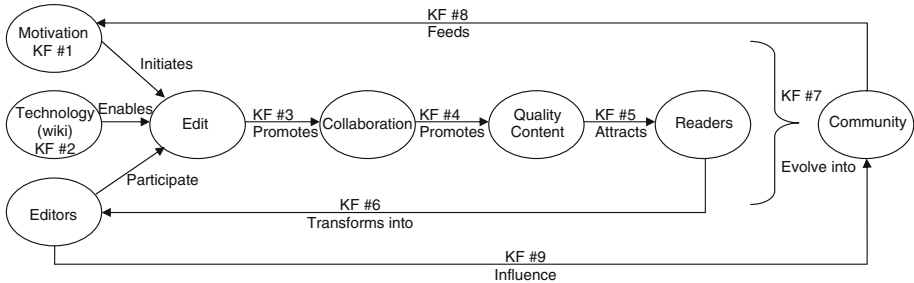 KF #8
Feeds
Motivation
KF #1
Initiates
KF #7
Technology
(wiki)
KF #2
Enables
Edit
KF #3
Promotes
Collaboration
KF #4
Promotes
Quality
Content
KF #5
Attracts
Readers
Community
Evolve into
Participate
Editors
KF #6
Transforms into
KF #9
Influence